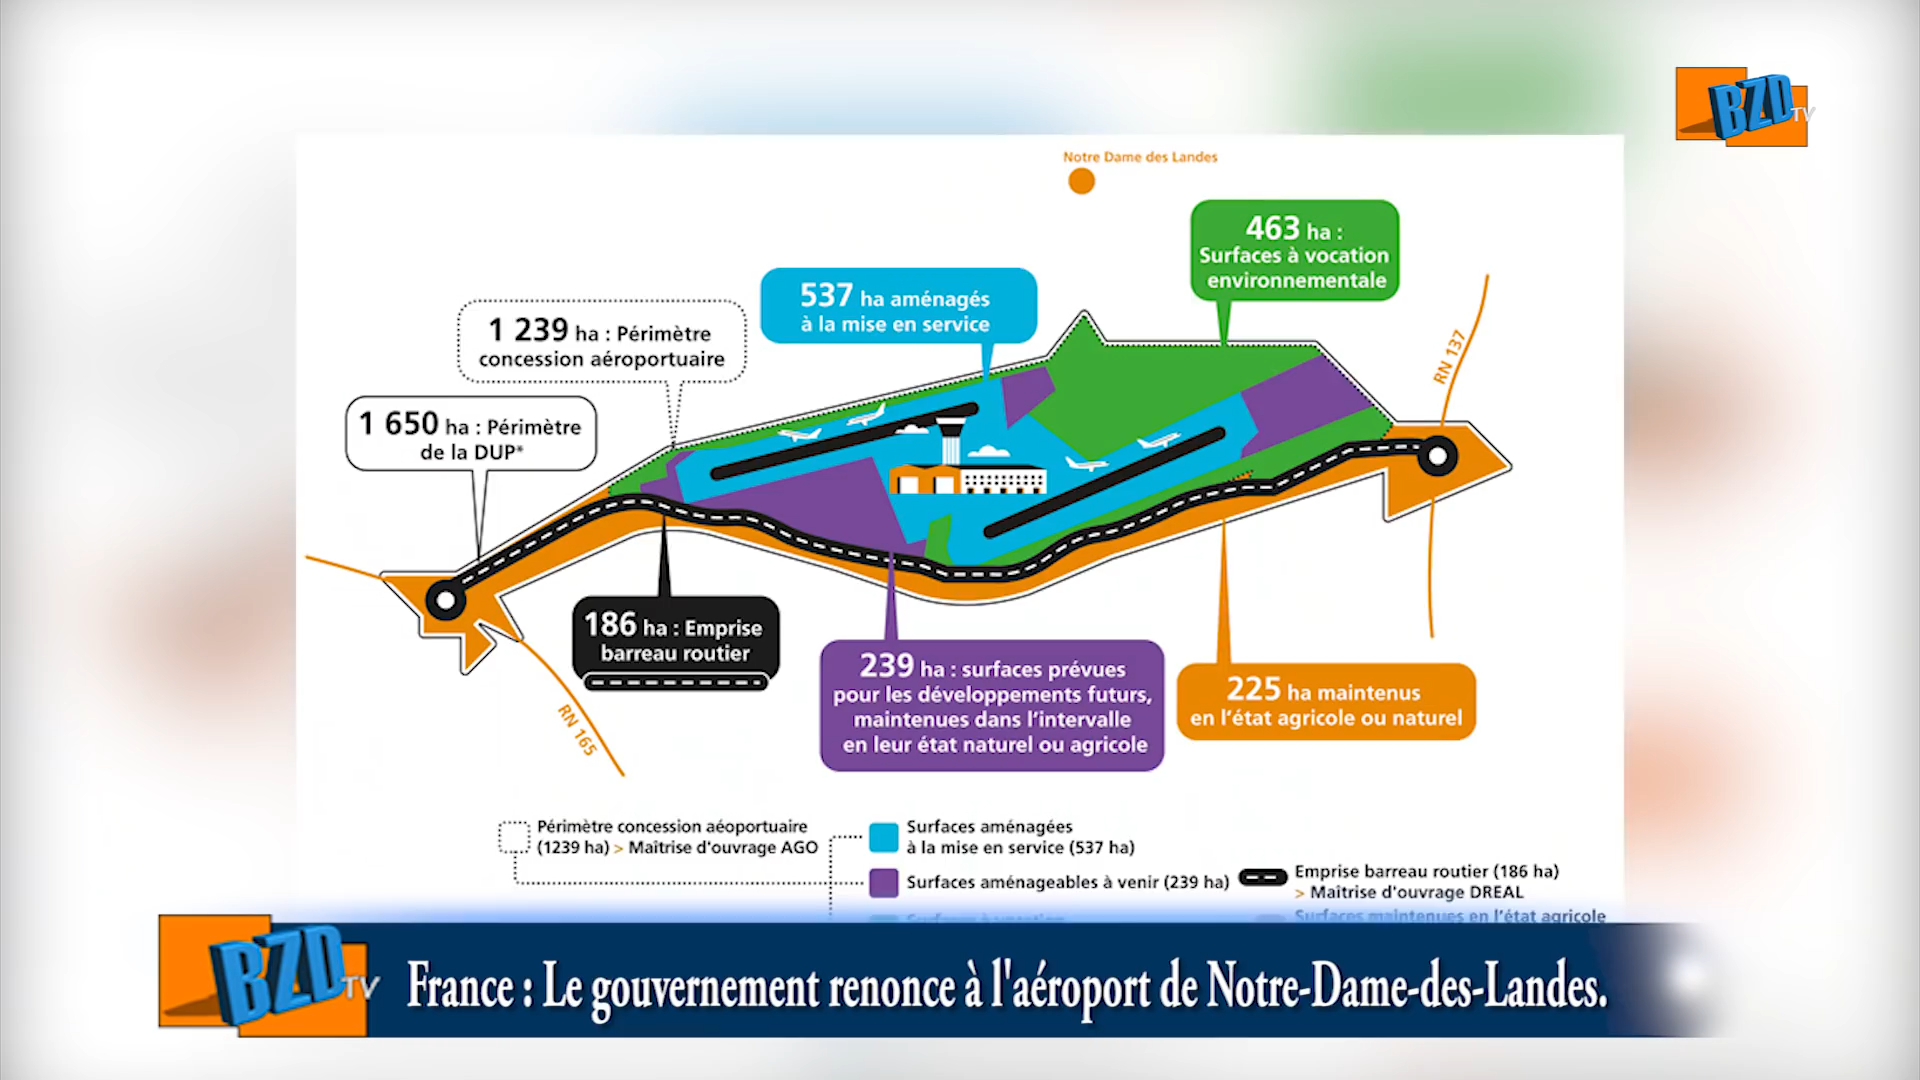 BZD TV
Notre Dame des Landes
463 ha :
Surfaces à vocation
environnementale
537 ha aménagés
à la mise en service
1 239 ha : Périmètre
concession aéroportuaire
RN 137
1 650 ha : Périmètre
de la DUP*
186 ha : Emprise
barreau routier
239 ha : surfaces prévues
pour les développements futurs,
maintenues dans l'intervalle
en leur état naturel ou agricole
225 ha maintenus
en l'état agricole ou naturel
RN 165
Périmètre concession aéoportuaire
(1239 ha) > Maîtrise d'ouvrage AGO
Surfaces aménagées
à la mise en service (537 ha)
Surfaces aménageables à venir (239 ha)
Emprise barreau routier (186 ha)
> Maîtrise d'ouvrage DREAL
Surfaces à vocation
Surfaces maintenues en l'état agricole
BZD TV
France : Le gouvernement renonce à l'aéroport de Notre-Dame-des-Landes.